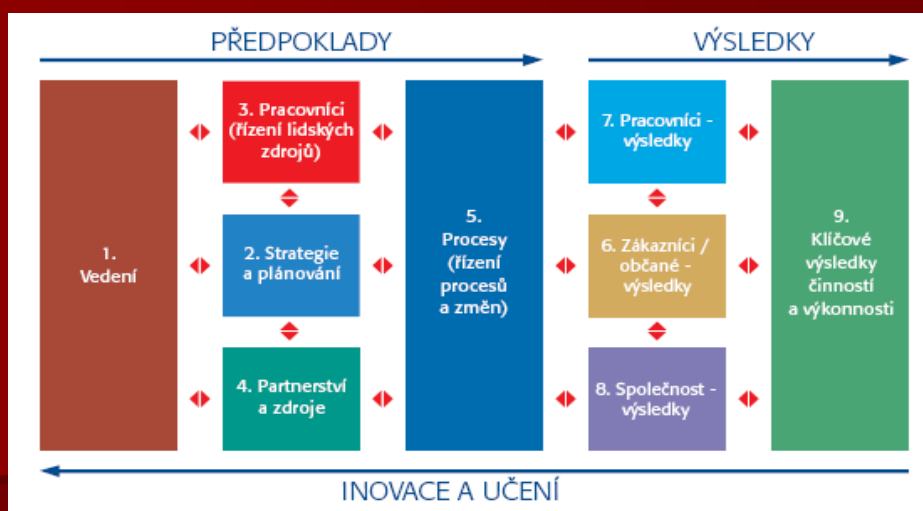 PŘEDPOKLADY
VÝSLEDKY
1.
Vedení
3. Pracovníci
(řízení lidských
zdrojů)
2. Strategie
a plánování
4. Partnerství
a zdroje
5.
Procesy
(řízení
procesů
a změn)
7. Pracovníci -
výsledky
6. Zákazníci /
občané -
výsledky
8. Společnost -
výsledky
9.
Klíčové
výsledky
činností
a výkonnosti
INOVACE A UČENÍ